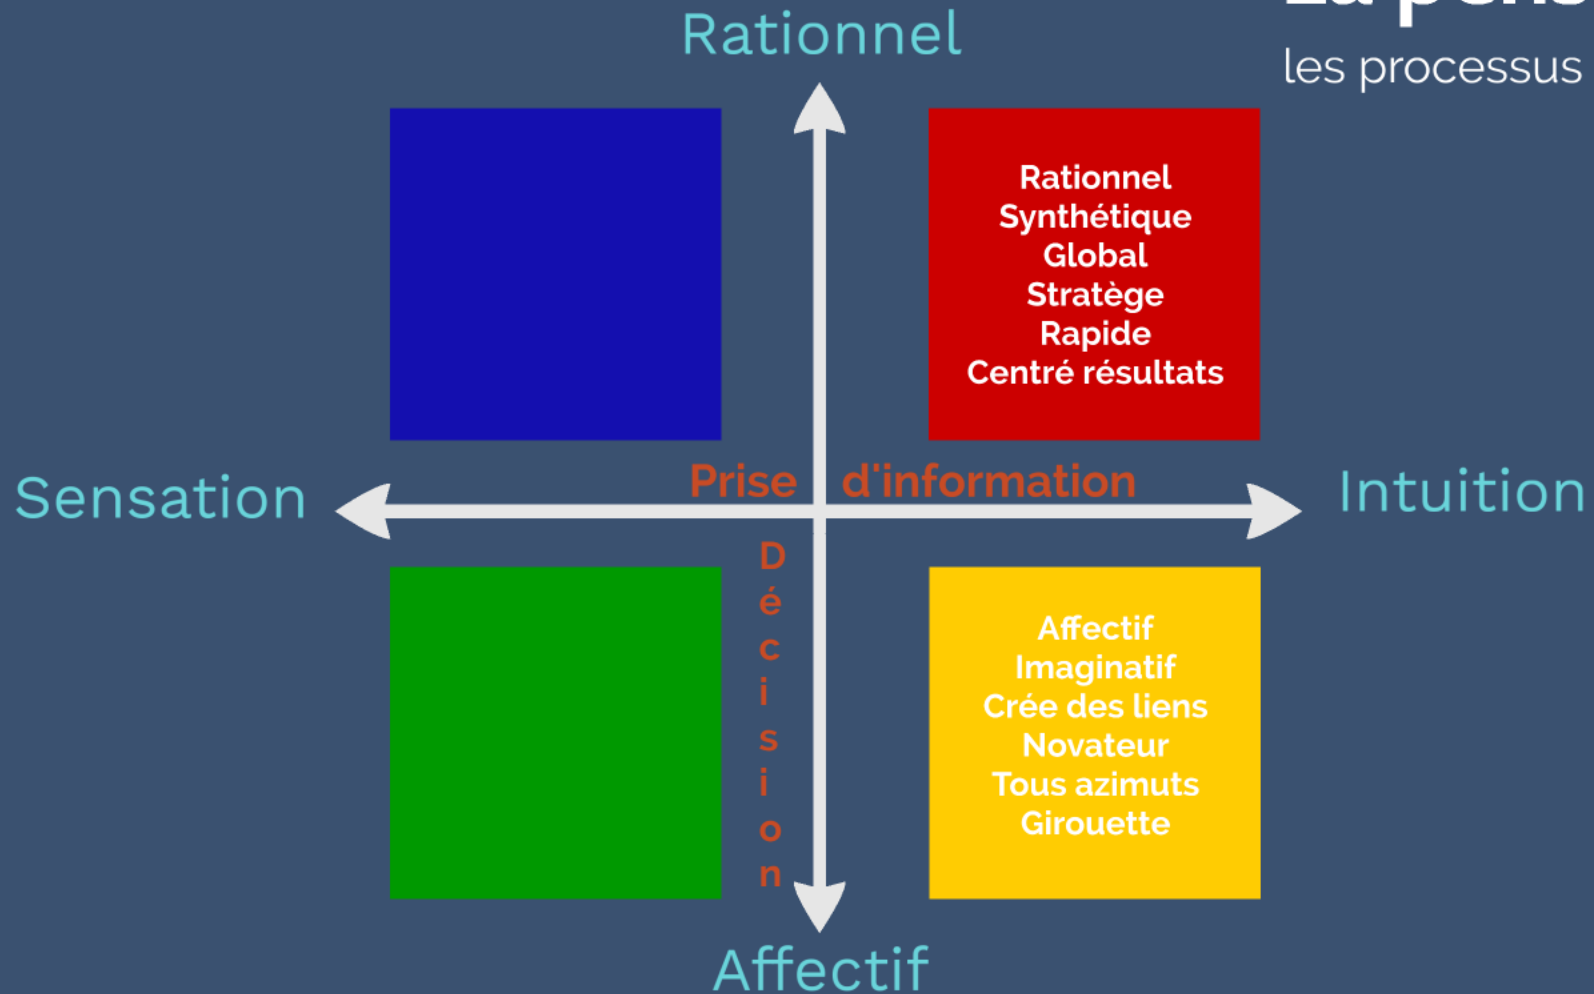 Rationnel
les processus
Rationnel
Synthétique
Global
Stratège
Rapide
Centré résultats
Prise d'information
Sensation
Intuition
Décision
Affectif
Imaginatif
Crée des liens
Novateur
Tous azimuts
Girouette
Affectif